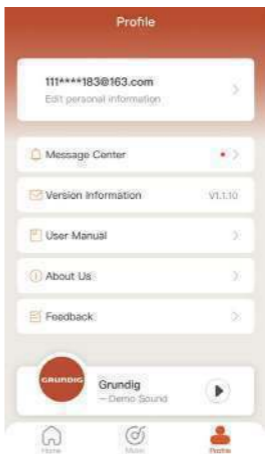 Profile
111****183@163.com
Edit personal information
Message Center
Version Information V1.1.10
User Manual
About Us
Feedback
GRUNDIG
Grundig
– Demo Sound
Home Music Profile